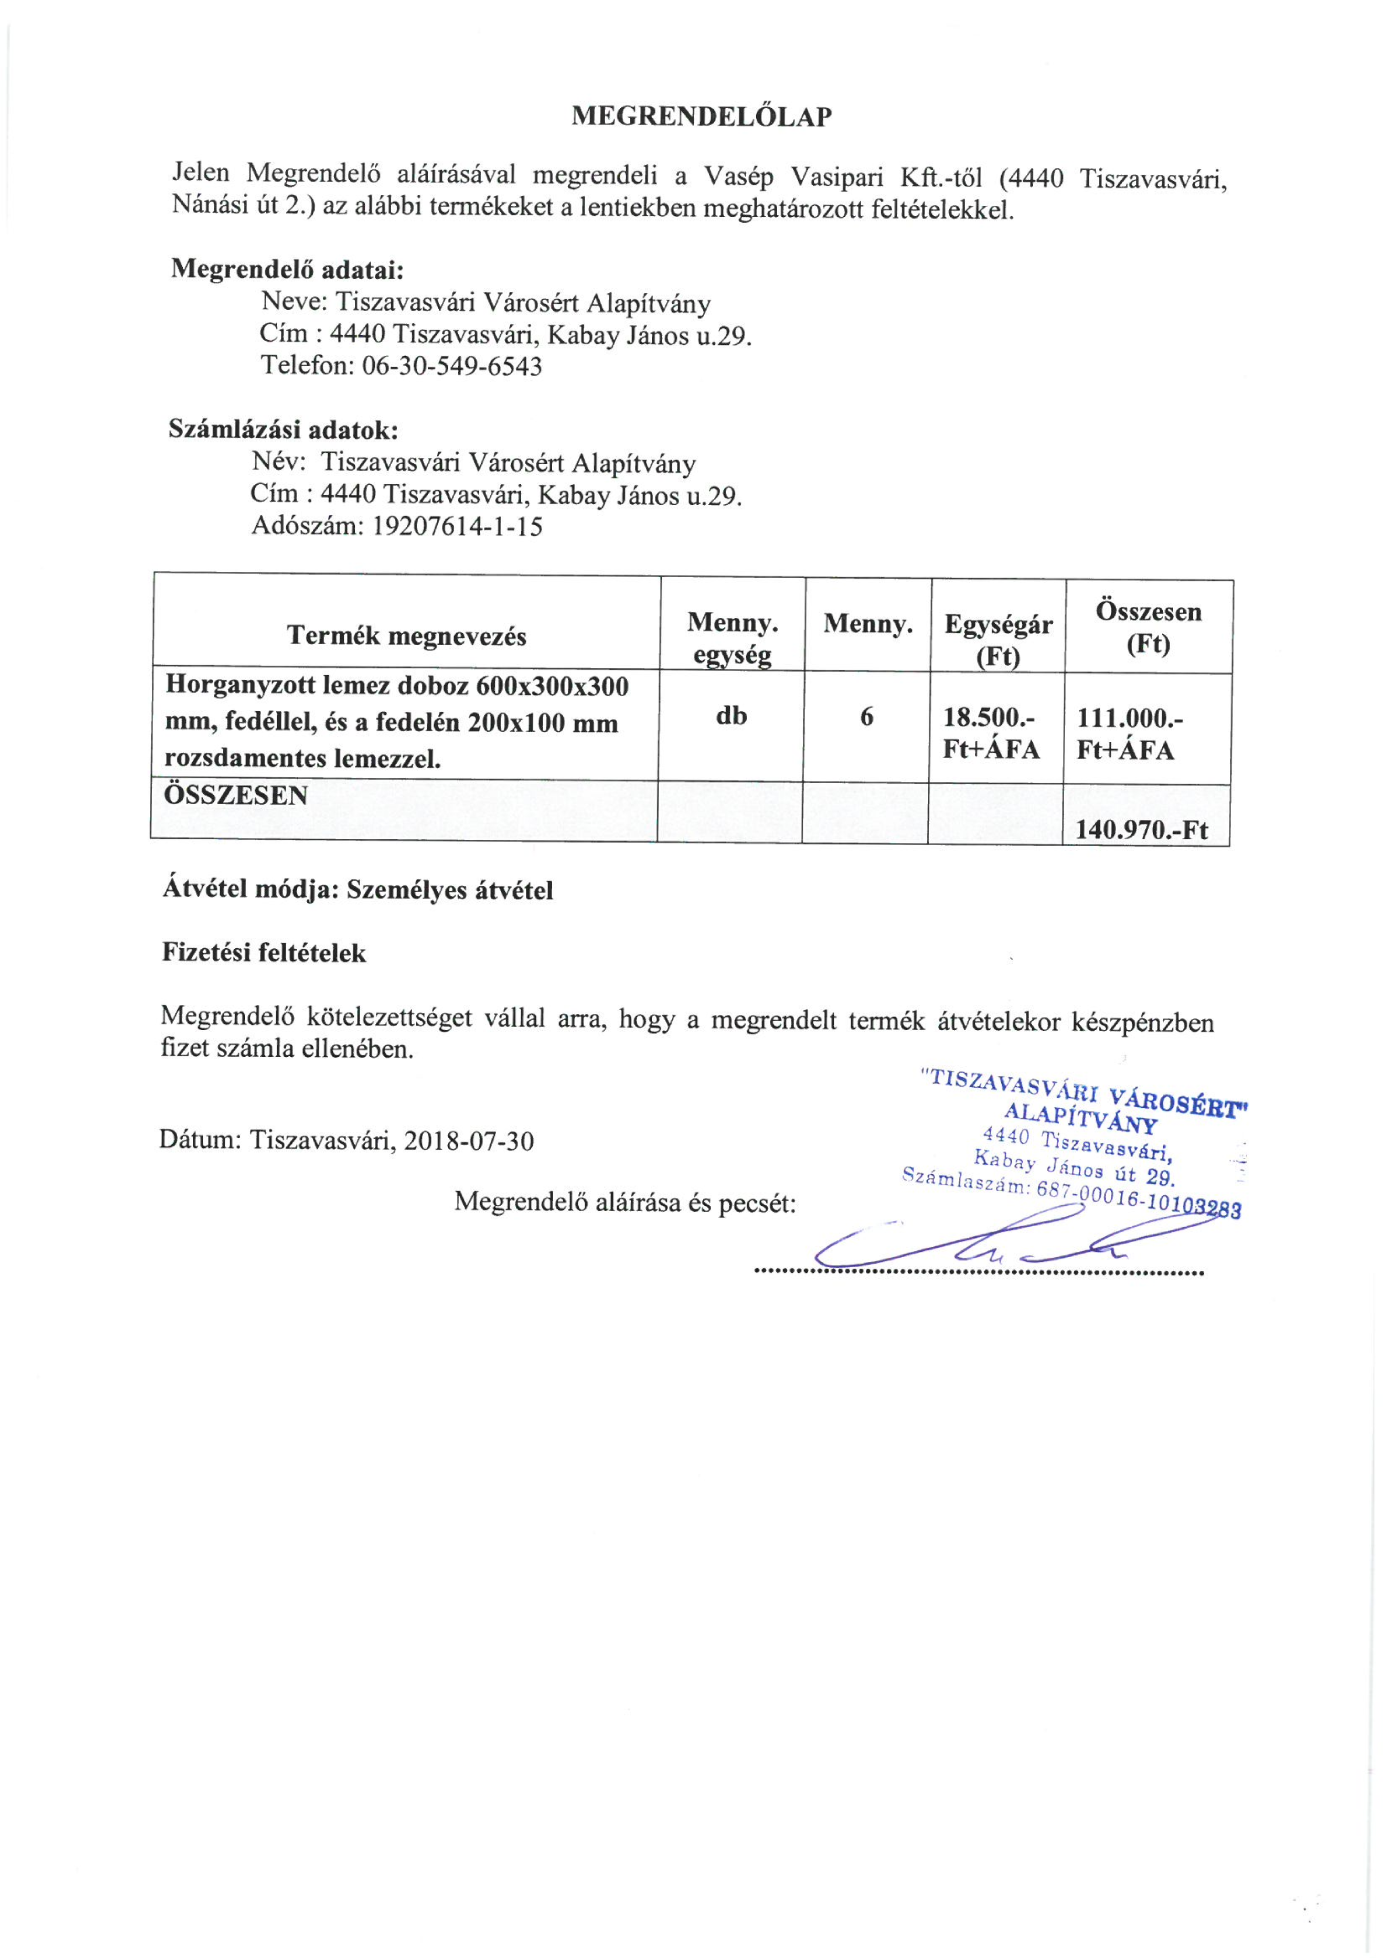 MEGRENDELŐLAP
Jelen Megrendelő aláírásával megrendeli a Vasép Vasipari Kft.-től (4440 Tiszavasvári,
Nánási út 2.) az alábbi termékeket a lentiekben meghatározott feltételekkel.
Megrendelő adatai:
Neve: Tiszavasvári Városért Alapítvány
Cím : 4440 Tiszavasvári, Kabay János u.29.
Telefon: 06-30-549-6543
Számlázási adatok:
Név: Tiszavasvári Városért Alapítvány
Cím : 4440 Tiszavasvári, Kabay János u.29.
Adószám: 19207614-1-15
Termék megnevezés
Menny.
egység
Menny.
Egységár
(Ft)
Összesen
(Ft)
Horganyzott lemez doboz 600x300x300
mm, fedéllel, és a fedelén 200x100 mm
rozsdamentes lemezzel.
db
6
18.500.-
Ft+ÁFA
111.000.-
Ft+ÁFA
ÖSSZESEN
140.970.-Ft
Átvétel módja: Személyes átvétel
Fizetési feltételek
Megrendelő kötelezettséget vállal arra, hogy a megrendelt termék átvételekor készpénzben
fizet számla ellenében.
"TISZAVASVÁRI VÁROSÉRT"
ALAPÍTVÁNY
4440 Tiszavasvári,
Kabay János út 29.
Számlaszám: 687-00016-10103283
Dátum: Tiszavasvári, 2018-07-30
Megrendelő aláírása és pecsét: